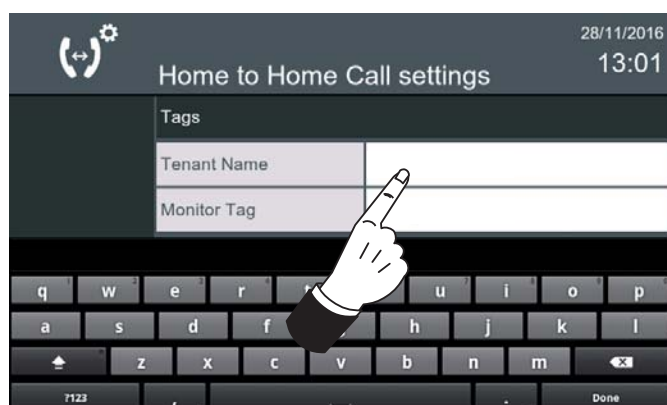 28/11/2016
13:01
Home to Home Call settings
Tags
Tenant Name
Monitor Tag
q w e r u i o p
a s d f h j k l
z x c v b n m
?123 , . Done